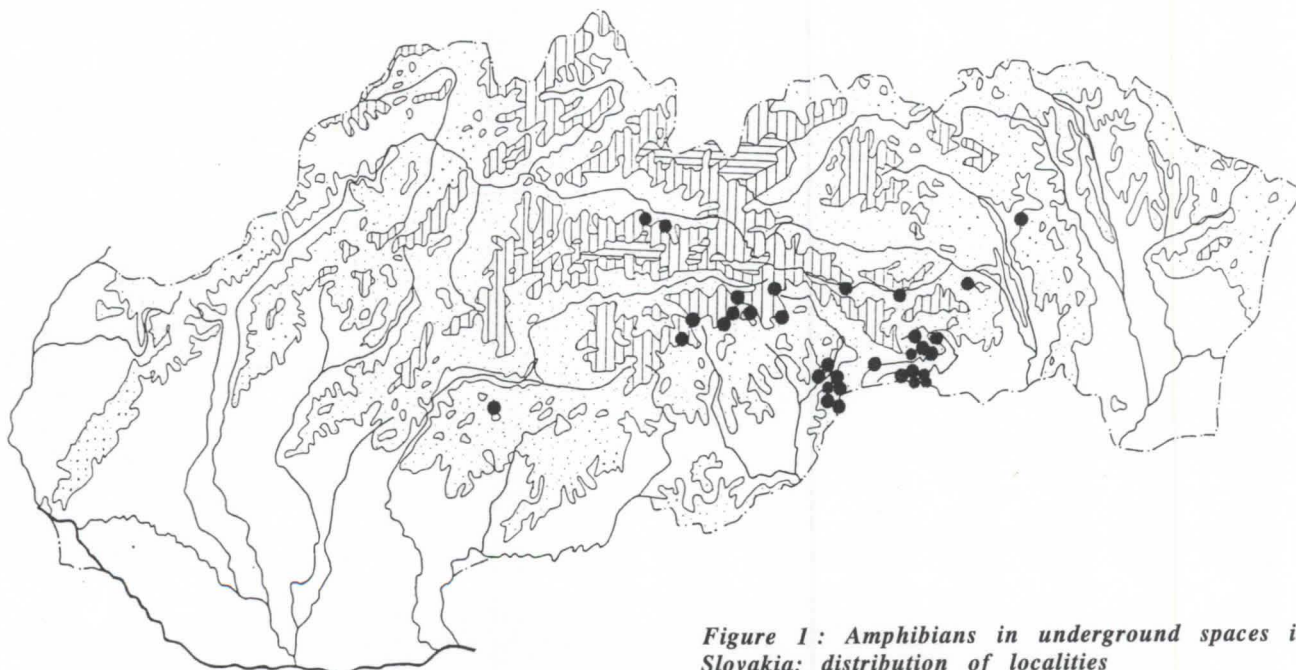 Figure 1 : Amphibians in underground spaces i
Slovakia: distribution of localities